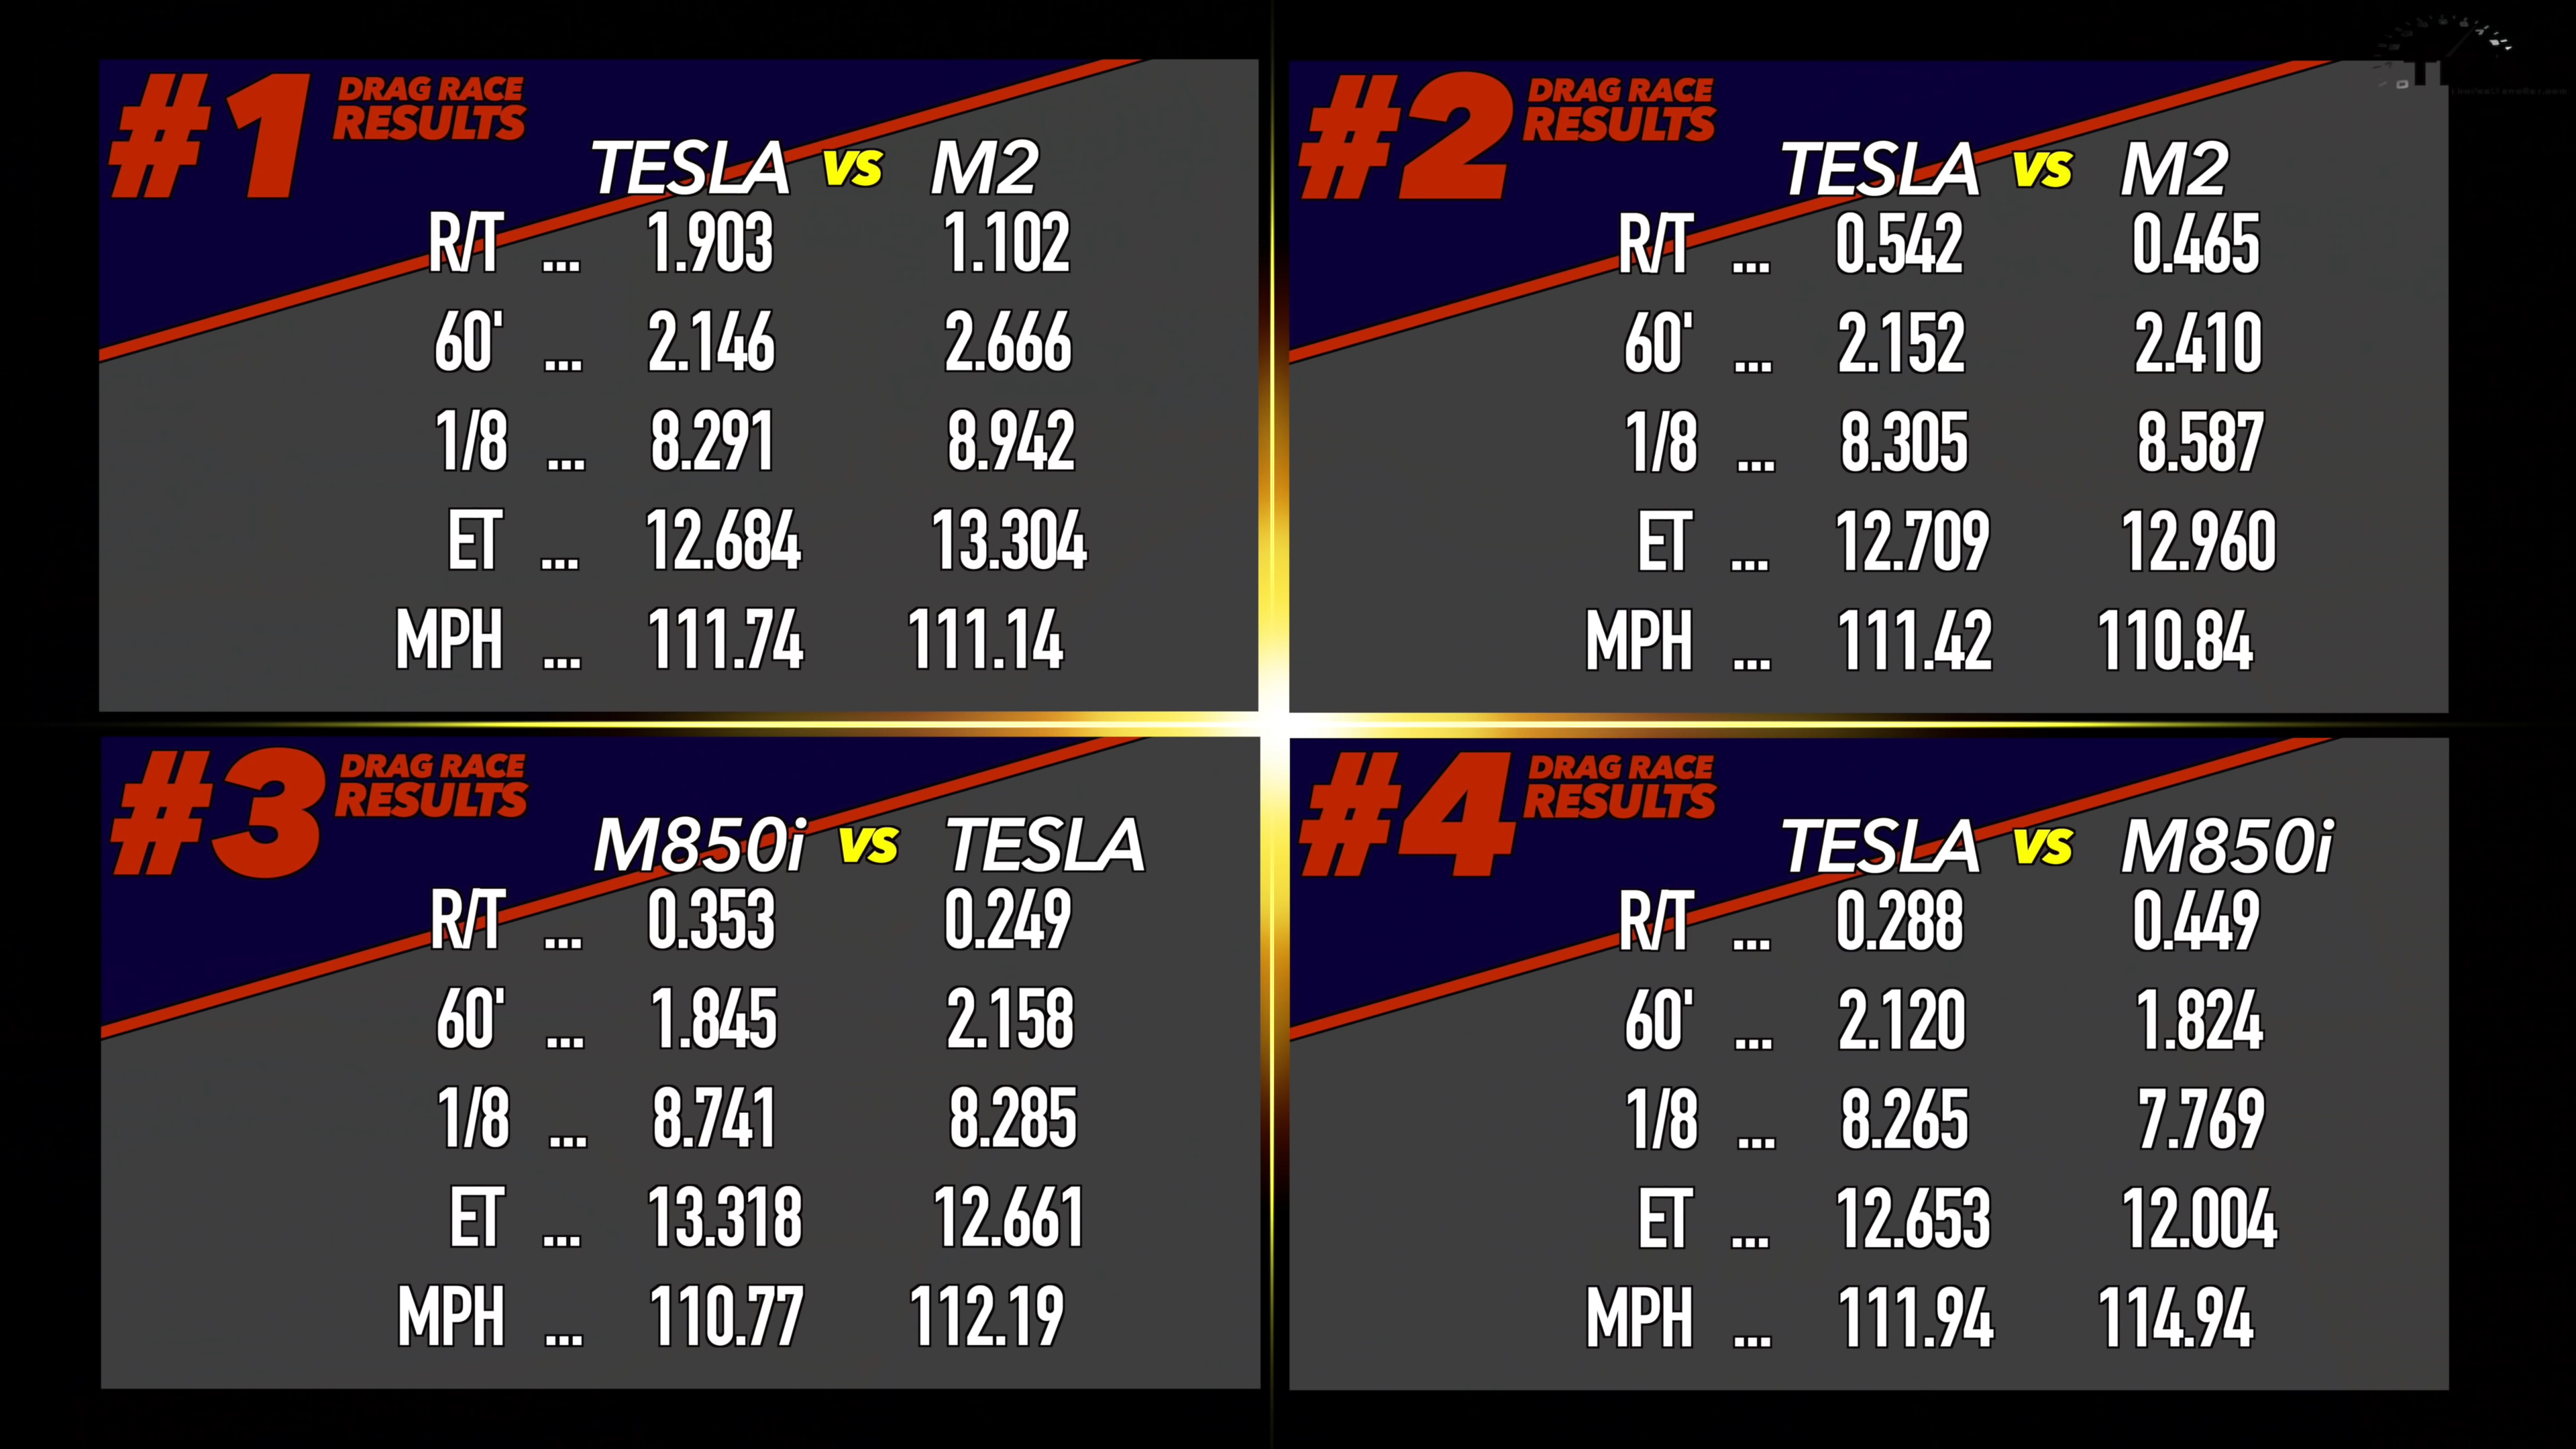 #1 DRAG RACE
RESULTS
TESLA VS M2
R/T ... 1.903 1.102
60' ... 2.146 2.666
1/8 ... 8.291 8.942
ET ... 12.684 13.304
MPH ... 111.74 111.14
#2 DRAG RACE
RESULTS
TESLA VS M2
R/T ... 0.542 0.465
60' ... 2.152 2.410
1/8 ... 8.305 8.587
ET ... 12.709 12.960
MPH ... 111.42 110.84
#3 DRAG RACE
RESULTS
M850i VS TESLA
R/T ... 0.353 0.249
60' ... 1.845 2.158
1/8 ... 8.741 8.285
ET ... 13.318 12.661
MPH ... 110.77 112.19
#4 DRAG RACE
RESULTS
TESLA VS M850i
R/T ... 0.288 0.449
60' ... 2.120 1.824
1/8 ... 8.265 7.769
ET ... 12.653 12.004
MPH ... 111.94 114.94